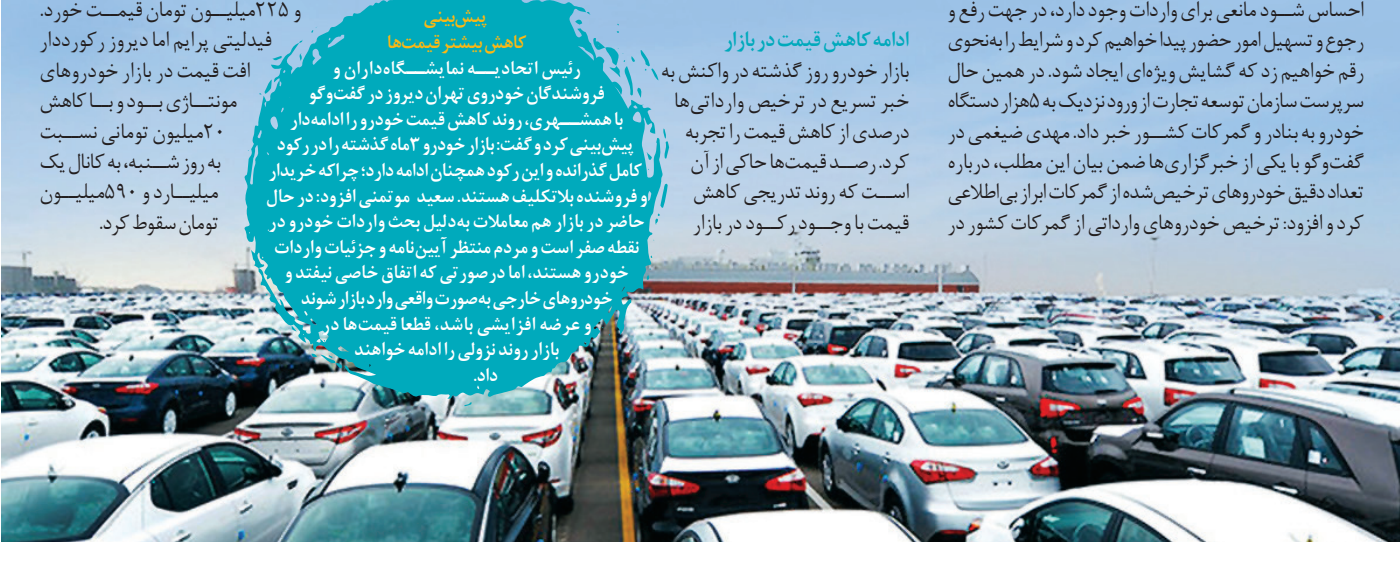 احساس شود مانعی برای واردات وجود دارد، در جهت رفع و
رجوع و تسهیل امور حضور پیدا خواهیم کرد و شرایط را به‌نحوی
رقم خواهیم زد که گشایش ویژه‌ای ایجاد شود. در همین حال
سرپرست سازمان توسعه تجارت از ورود نزدیک به ۵هزار دستگاه
خودرو به بنادر و گمرکات کشور خبر داد. مهدی ضیغمی در
گفت‌وگو با یکی از خبرگزاری‌ها ضمن بیان این مطلب، درباره
تعداد دقیق خودروهای ترخیص‌شده از گمرکات ابراز بی‌اطلاعی
کرد و افزود: ترخیص خودروهای وارداتی از گمرکات کشور در
ادامه کاهش قیمت در بازار
بازار خودرو روز گذشته در واکنش به
خبر تسریع در ترخیص وارداتی‌ها
درصدی از کاهش قیمت را تجربه
کرد. رصد قیمت‌ها حاکی از آن
است که روند تدریجی کاهش
قیمت با وجود رکود در بازار
پیش‌بینی
کاهش بیشتر قیمت‌ها
رئیس اتحادیه نمایشگاه‌داران و
فروشندگان خودروی تهران دیروز در گفت‌وگو
با همشهری، روند کاهش قیمت خودرو را ادامه‌دار
پیش‌بینی کرد و گفت: بازار خودرو ۳ماه گذشته را در رکود
کامل گذرانده و این رکود همچنان ادامه دارد؛ چراکه خریدار
و فروشنده بلاتکلیف هستند. سعید موتمنی افزود: در حال
حاضر در بازار هم معاملات به‌دلیل بحث واردات خودرو در
نقطه صفر است و مردم منتظر آیین‌نامه و جزئیات واردات
خودرو هستند، اما درصورتی که اتفاق خاصی نیفتد و
خودروهای خارجی به‌صورت واقعی وارد بازار شوند
و عرضه افزایشی باشد، قطعا قیمت‌ها در
بازار روند نزولی را ادامه خواهند
داد.
و ۲۲۵میلیون تومان قیمت خورد.
فیدلیتی پرایم اما دیروز رکورددار
افت قیمت در بازار خودروهای
مونتاژی بود و با کاهش
۲۰میلیون تومانی نسبت
به روز شنبه، به کانال یک
میلیارد و ۵۹۰میلیون
تومان سقوط کرد.